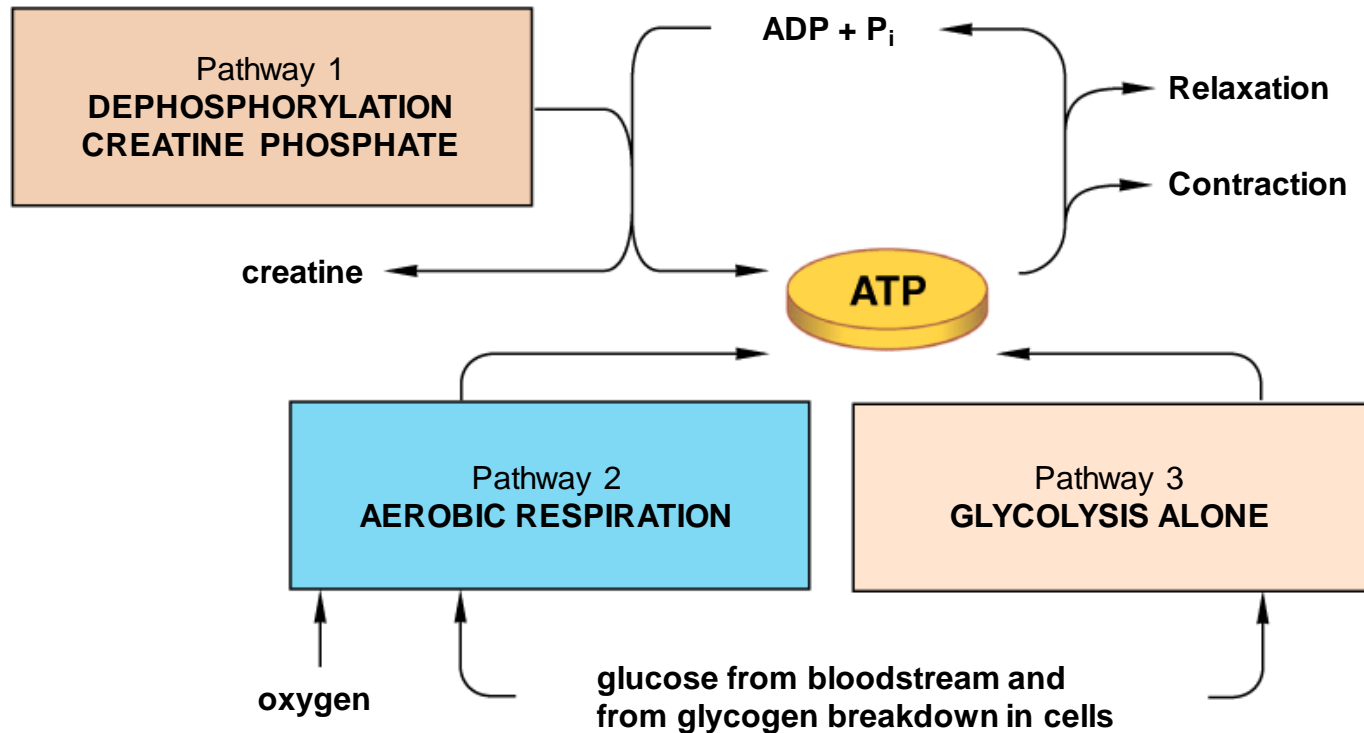 Pathway 1
DEPHOSPHORYLATION
CREATINE PHOSPHATE
ADP + Pi
Relaxation
Contraction
creatine
ATP
Pathway 2
AEROBIC RESPIRATION
Pathway 3
GLYCOLYSIS ALONE
oxygen
glucose from bloodstream and
from glycogen breakdown in cells